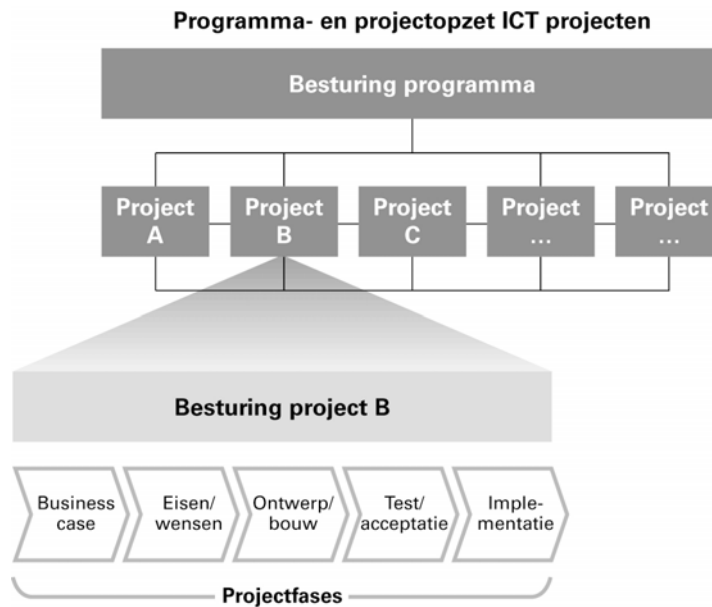 Programma- en projectopzet ICT projecten
Besturing programma
Project
A
Project
B
Project
C
Project
...
Project
...
Besturing project B
Business
case
Eisen/
wensen
Ontwerp/
bouw
Test/
acceptatie
Imple-
mentatie
Projectfases